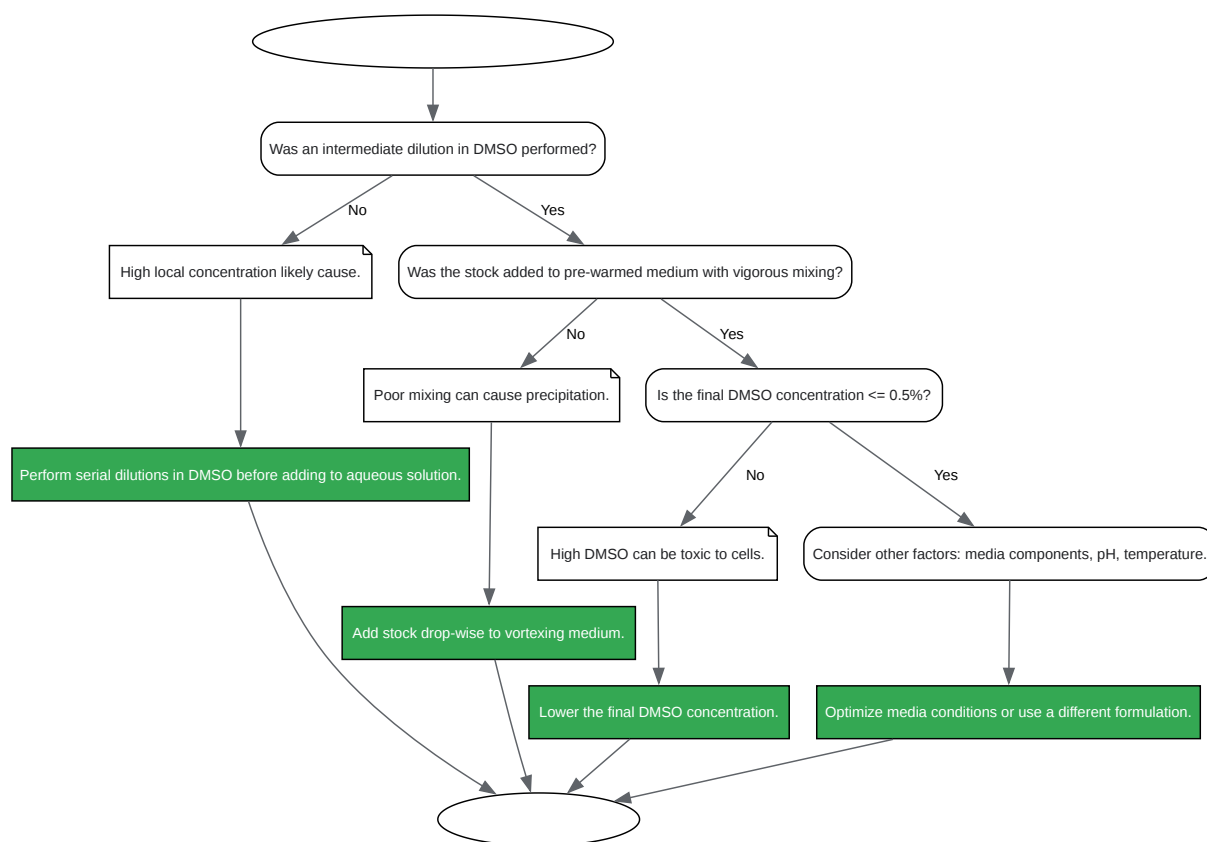 Was an intermediate dilution in DMSO performed?
No
Yes
High local concentration likely cause.
Was the stock added to pre-warmed medium with vigorous mixing?
No
Yes
Poor mixing can cause precipitation.
Is the final DMSO concentration <= 0.5%?
Perform serial dilutions in DMSO before adding to aqueous solution.
No
Yes
High DMSO can be toxic to cells.
Consider other factors: media components, pH, temperature.
Add stock drop-wise to vortexing medium.
Lower the final DMSO concentration.
Optimize media conditions or use a different formulation.